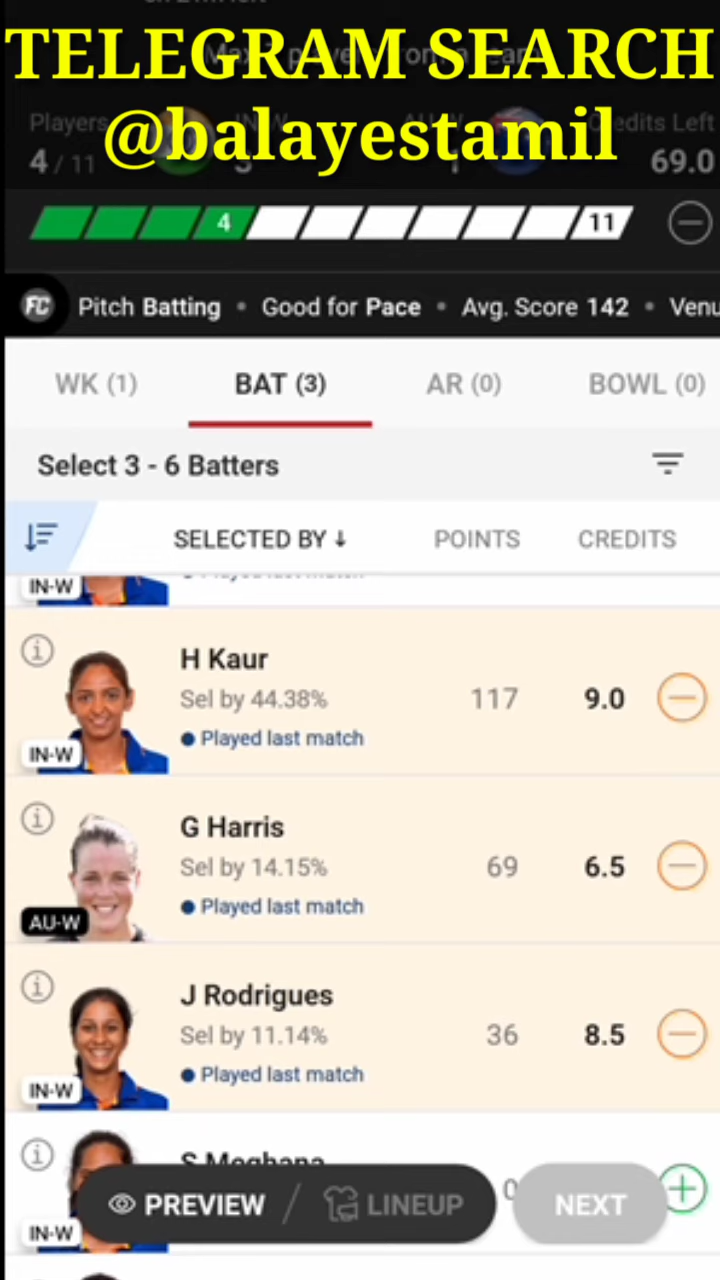 TELEGRAM SEARCH
@balayestamil
Players
Credits Left
4 / 11
69.0
4
11
FC Pitch Batting • Good for Pace • Avg. Score 142 •
WK (1) BAT (3) AR (0) BOWL (0)
Select 3 - 6 Batters
SELECTED BY ↓ POINTS CREDITS
IN-W
H Kaur
Sel by 44.38% 117 9.0
Played last match
IN-W
G Harris
Sel by 14.15% 69 6.5
Played last match
AU-W
J Rodrigues
Sel by 11.14% 36 8.5
Played last match
IN-W
S Meghana
PREVIEW / LINEUP NEXT
IN-W